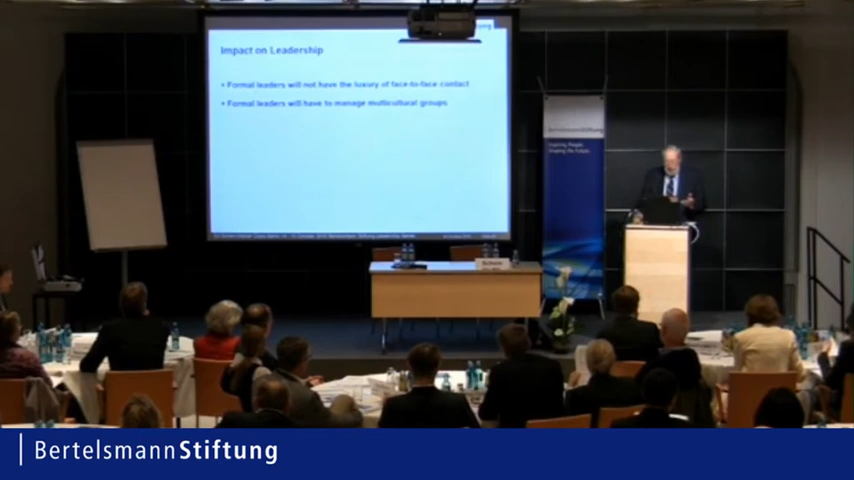 Impact on Leadership
• Formal leaders will not have the luxury of face-to-face contact
• Formal leaders will have to manage multicultural groups
BertelsmannStiftung
Inspiring People.
Shaping the Future.
Schein
BertelsmannStiftung